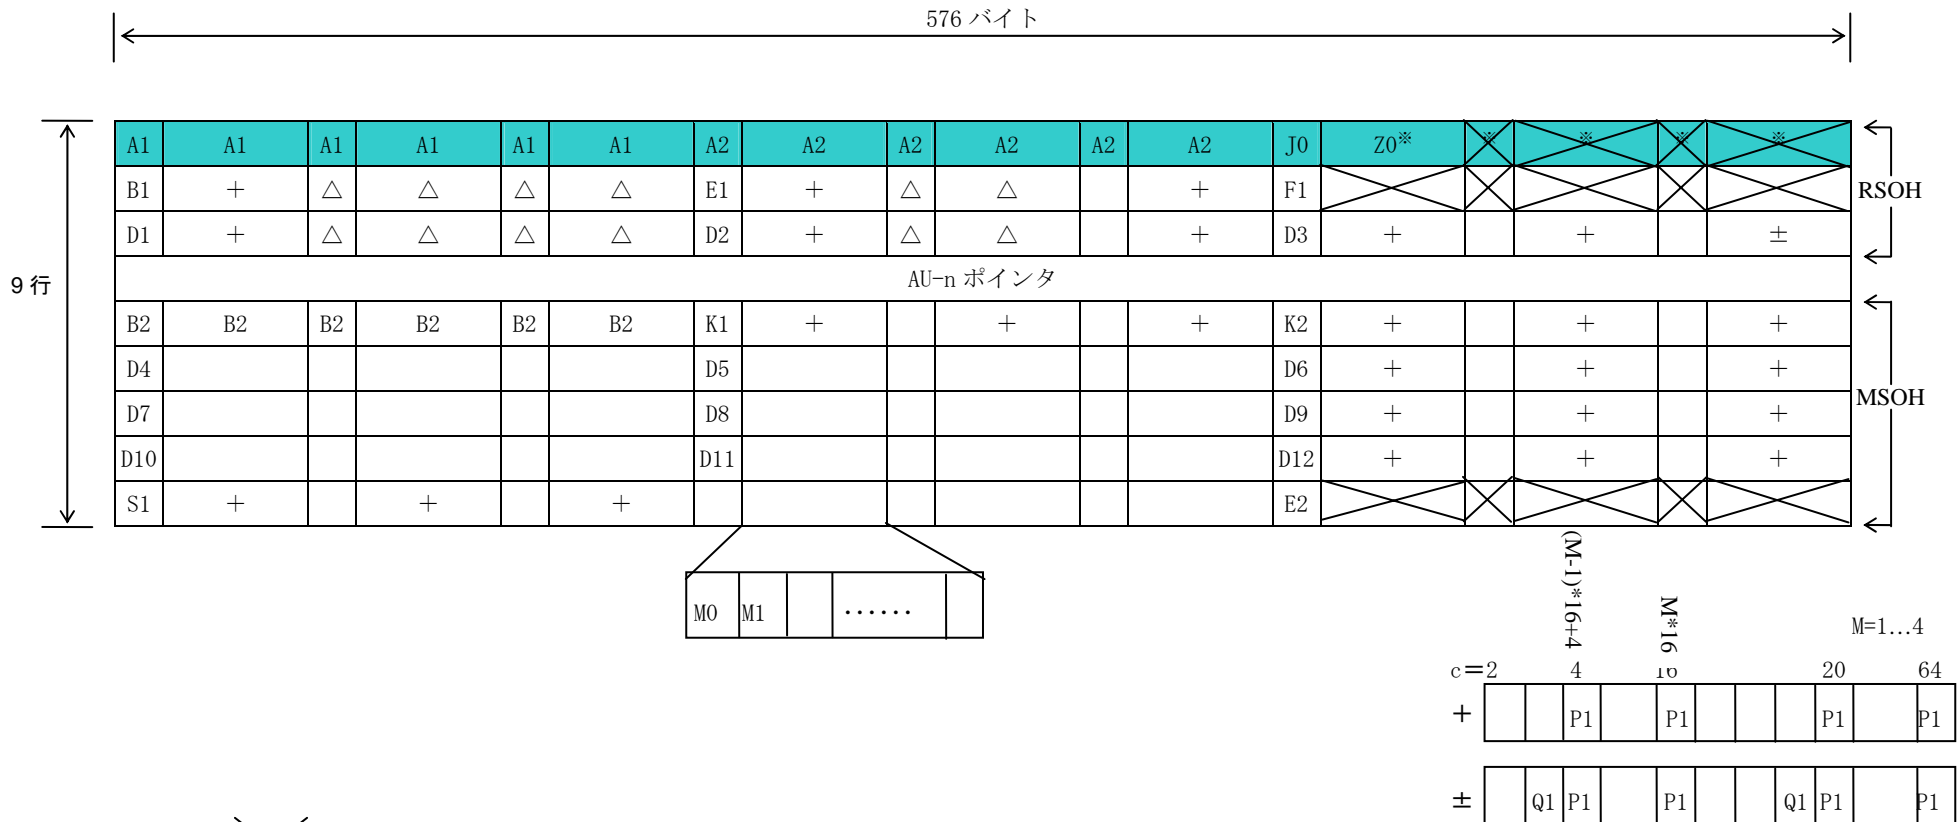 576 バイト
A1 A1 A1 A1 A1 A1 A2 A2 A2 A2 A2 A2 J0 Z0※ ※ ※ ※ ※
B1 + △ △ △ △ E1 + △ △ + F1
D1 + △ △ △ △ D2 + △ △ + D3 + + ±
RSOH
AU-n ポインタ
9 行
B2 B2 B2 B2 B2 B2 K1 + + + K2 + + +
D4 D5 D6 + + +
D7 D8 D9 + + +
MSOH
D10 D11 D12 + + +
S1 + + + E2
M0 M1 ······
(M-1)*16+4
M*16
M=1...4
c=2 4 16 20 64
+ P1 P1 P1 P1
± Q1 P1 P1 Q1 P1 P1